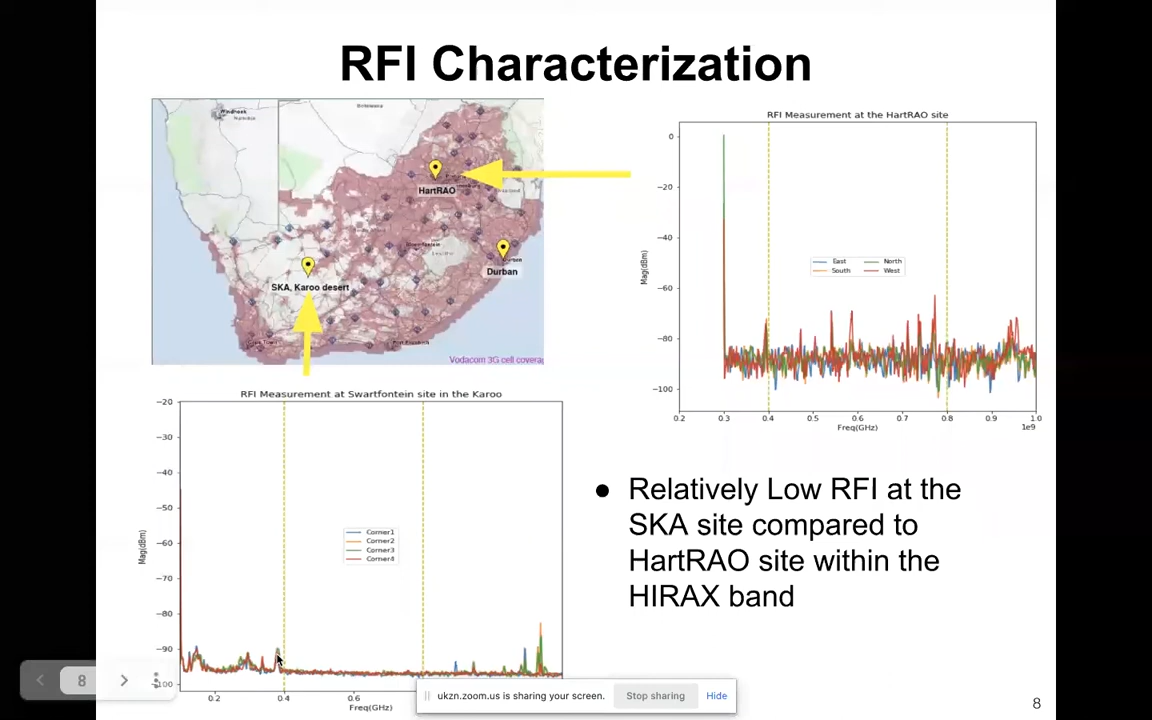 RFI Characterization
Windhoek
HartRAO
Durban
SKA, Karoo desert
Vodacom 3G cell coverag
RFI Measurement at the HartRAO site
0
−20
−40
−60
−80
−100
Mag(dBm)
East
North
South
West
0.2 0.3 0.4 0.5 0.6 0.7 0.8 0.9 1.0
Freq(GHz)
1e9
RFI Measurement at Swartfontein site in the Karoo
−20
−30
−40
−50
−60
−70
−80
−90
−100
Mag(dBm)
Corner1
Corner2
Corner3
Corner4
0.2 0.4 0.6
Freq(GHz)
● Relatively Low RFI at the
SKA site compared to
HartRAO site within the
HIRAX band
8
ukzn.zoom.us is sharing your screen. Stop sharing Hide
8